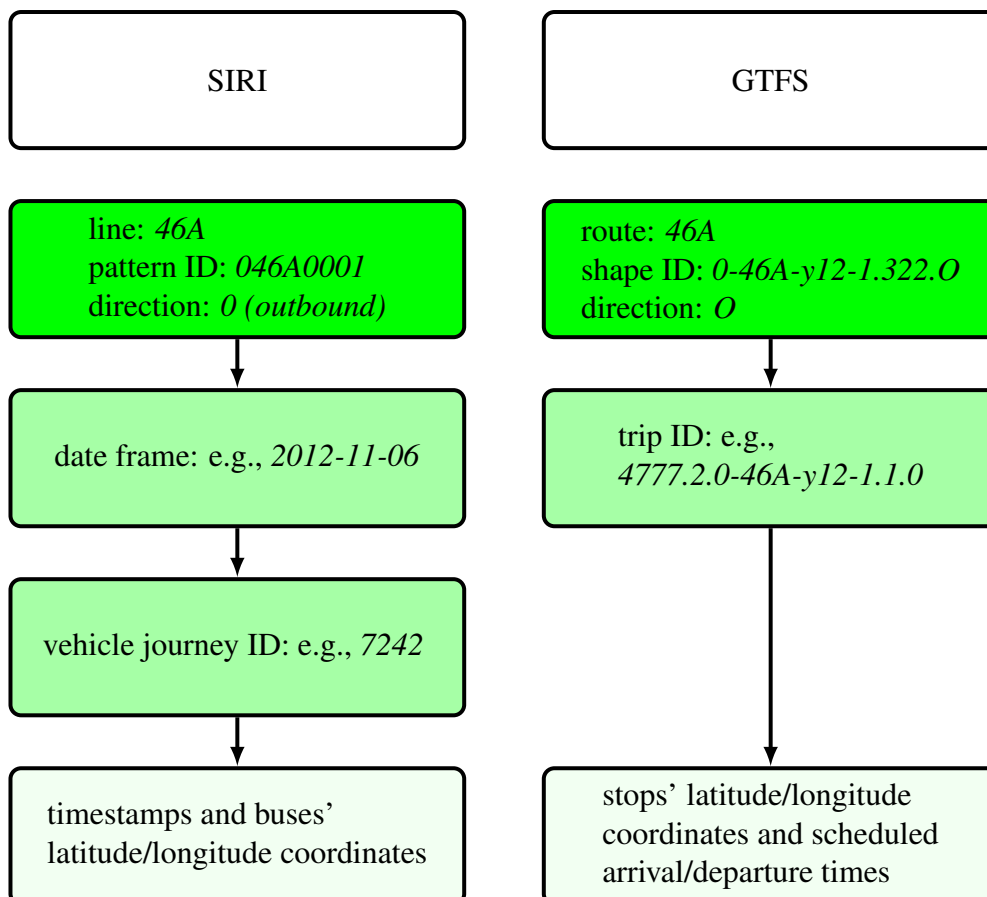 SIRI
GTFS
line: 46A
pattern ID: 046A0001
direction: 0 (outbound)
route: 46A
shape ID: 0-46A-y12-1.322.O
direction: O
date frame: e.g., 2012-11-06
trip ID: e.g.,
4777.2.0-46A-y12-1.1.0
vehicle journey ID: e.g., 7242
timestamps and buses’
latitude/longitude coordinates
stops’ latitude/longitude
coordinates and scheduled
arrival/departure times